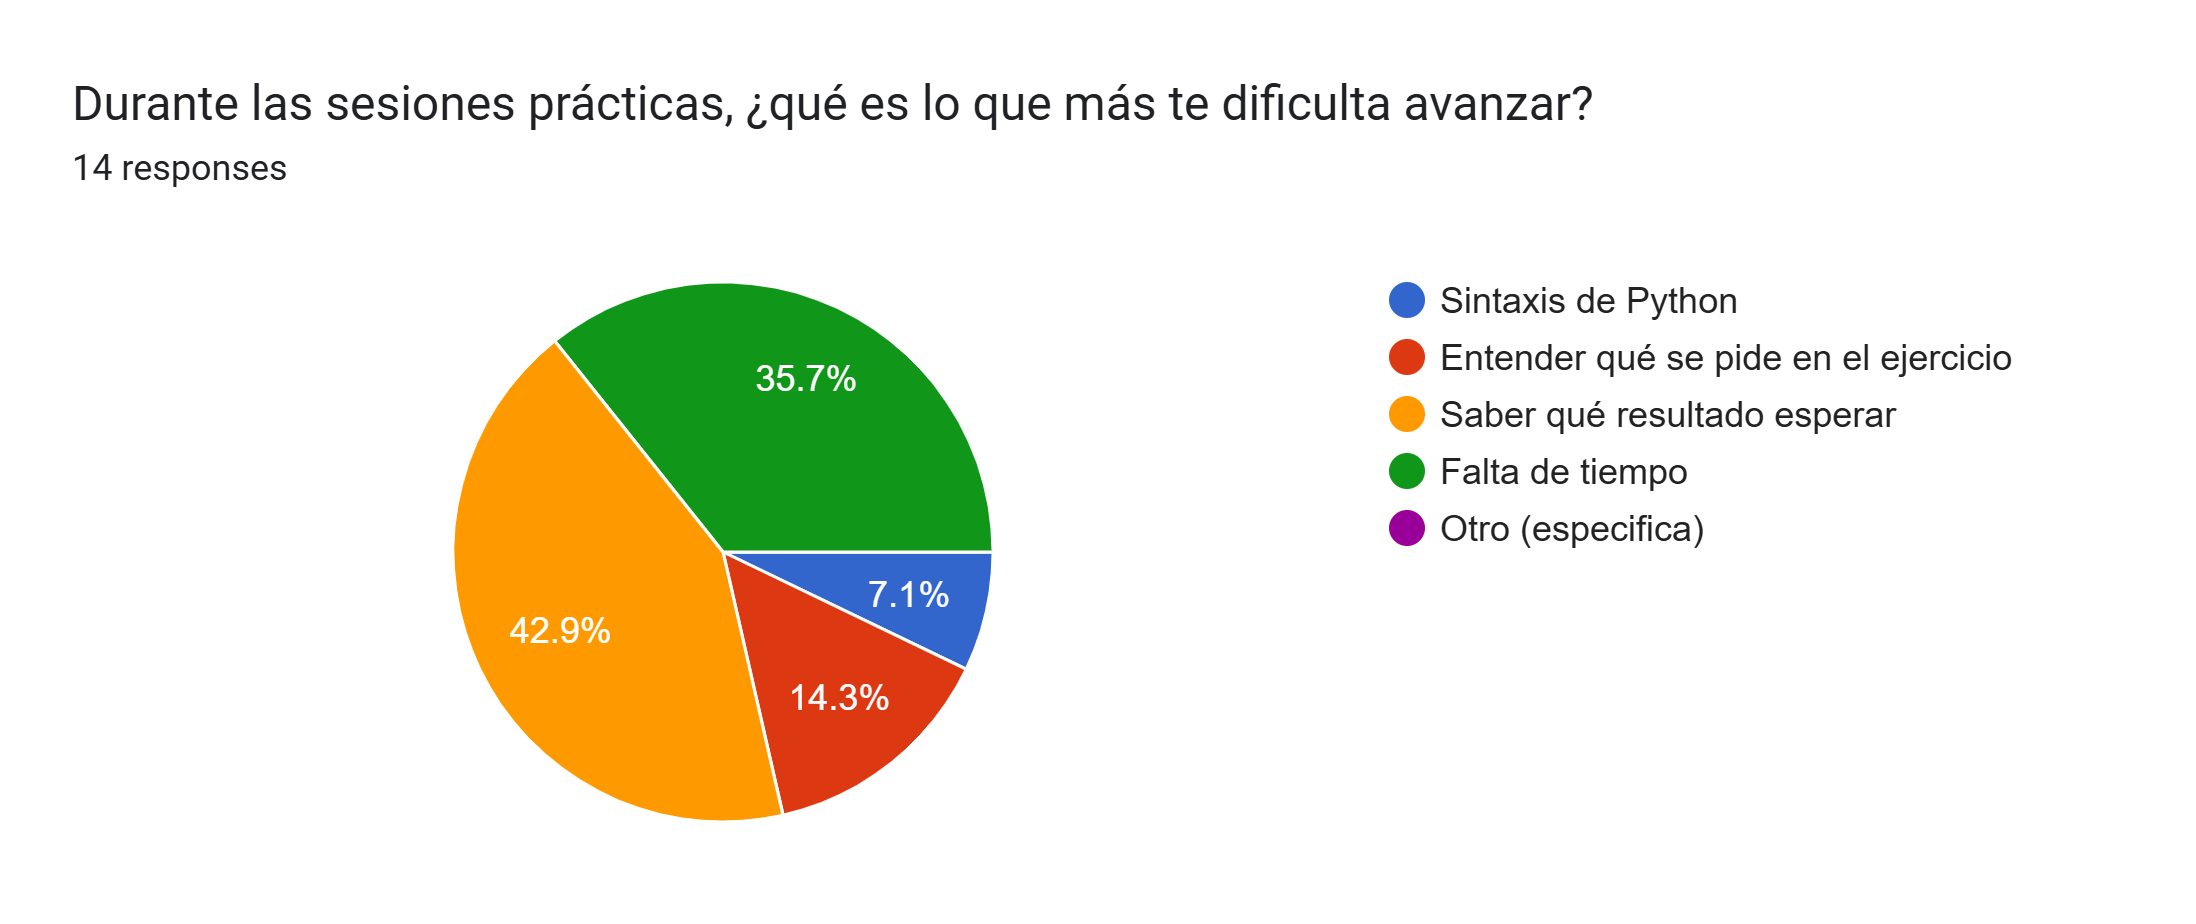 Durante las sesiones prácticas, ¿qué es lo que más te dificulta avanzar?
14 responses
35.7%
7.1%
42.9%
14.3%
Sintaxis de Python
Entender qué se pide en el ejercicio
Saber qué resultado esperar
Falta de tiempo
Otro (especifica)